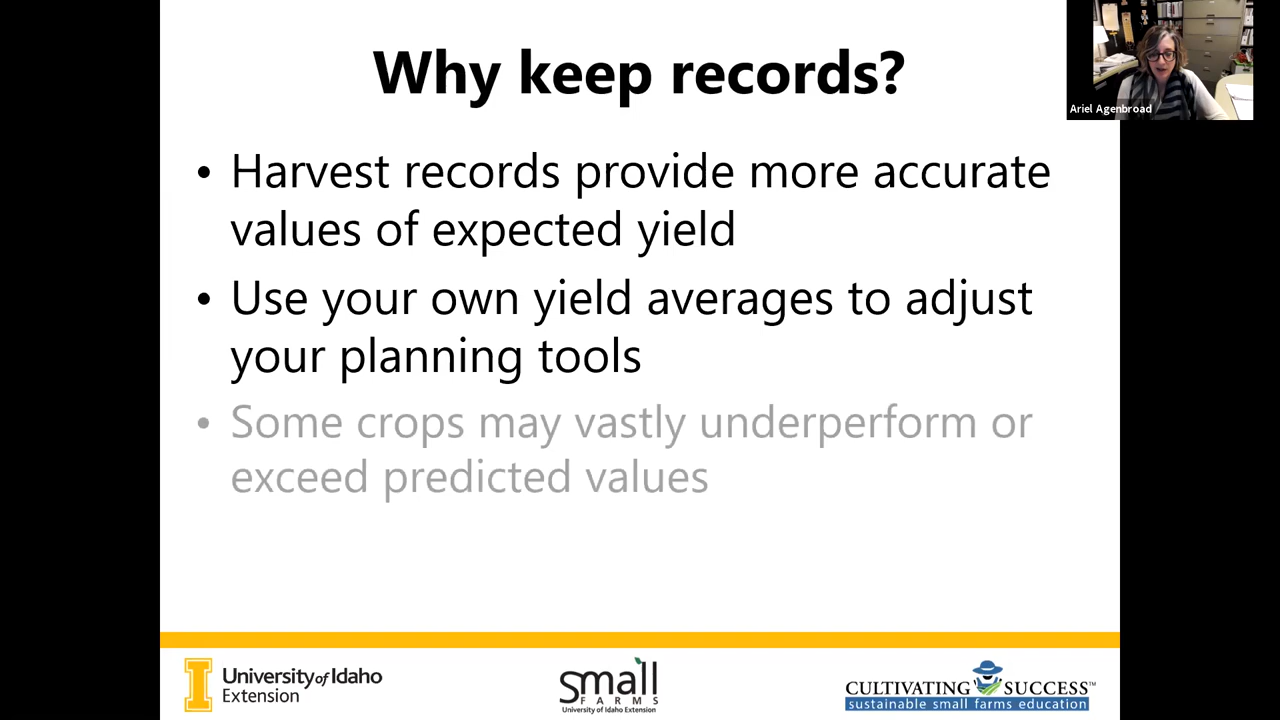 Why keep records?
Ariel Agenbroad
• Harvest records provide more accurate
values of expected yield
• Use your own yield averages to adjust
your planning tools
• Some crops may vastly underperform or
exceed predicted values
I
University of Idaho
Extension
small
FARMS
University of Idaho Extension
CULTIVATING SUCCESS™
sustainable small farms education